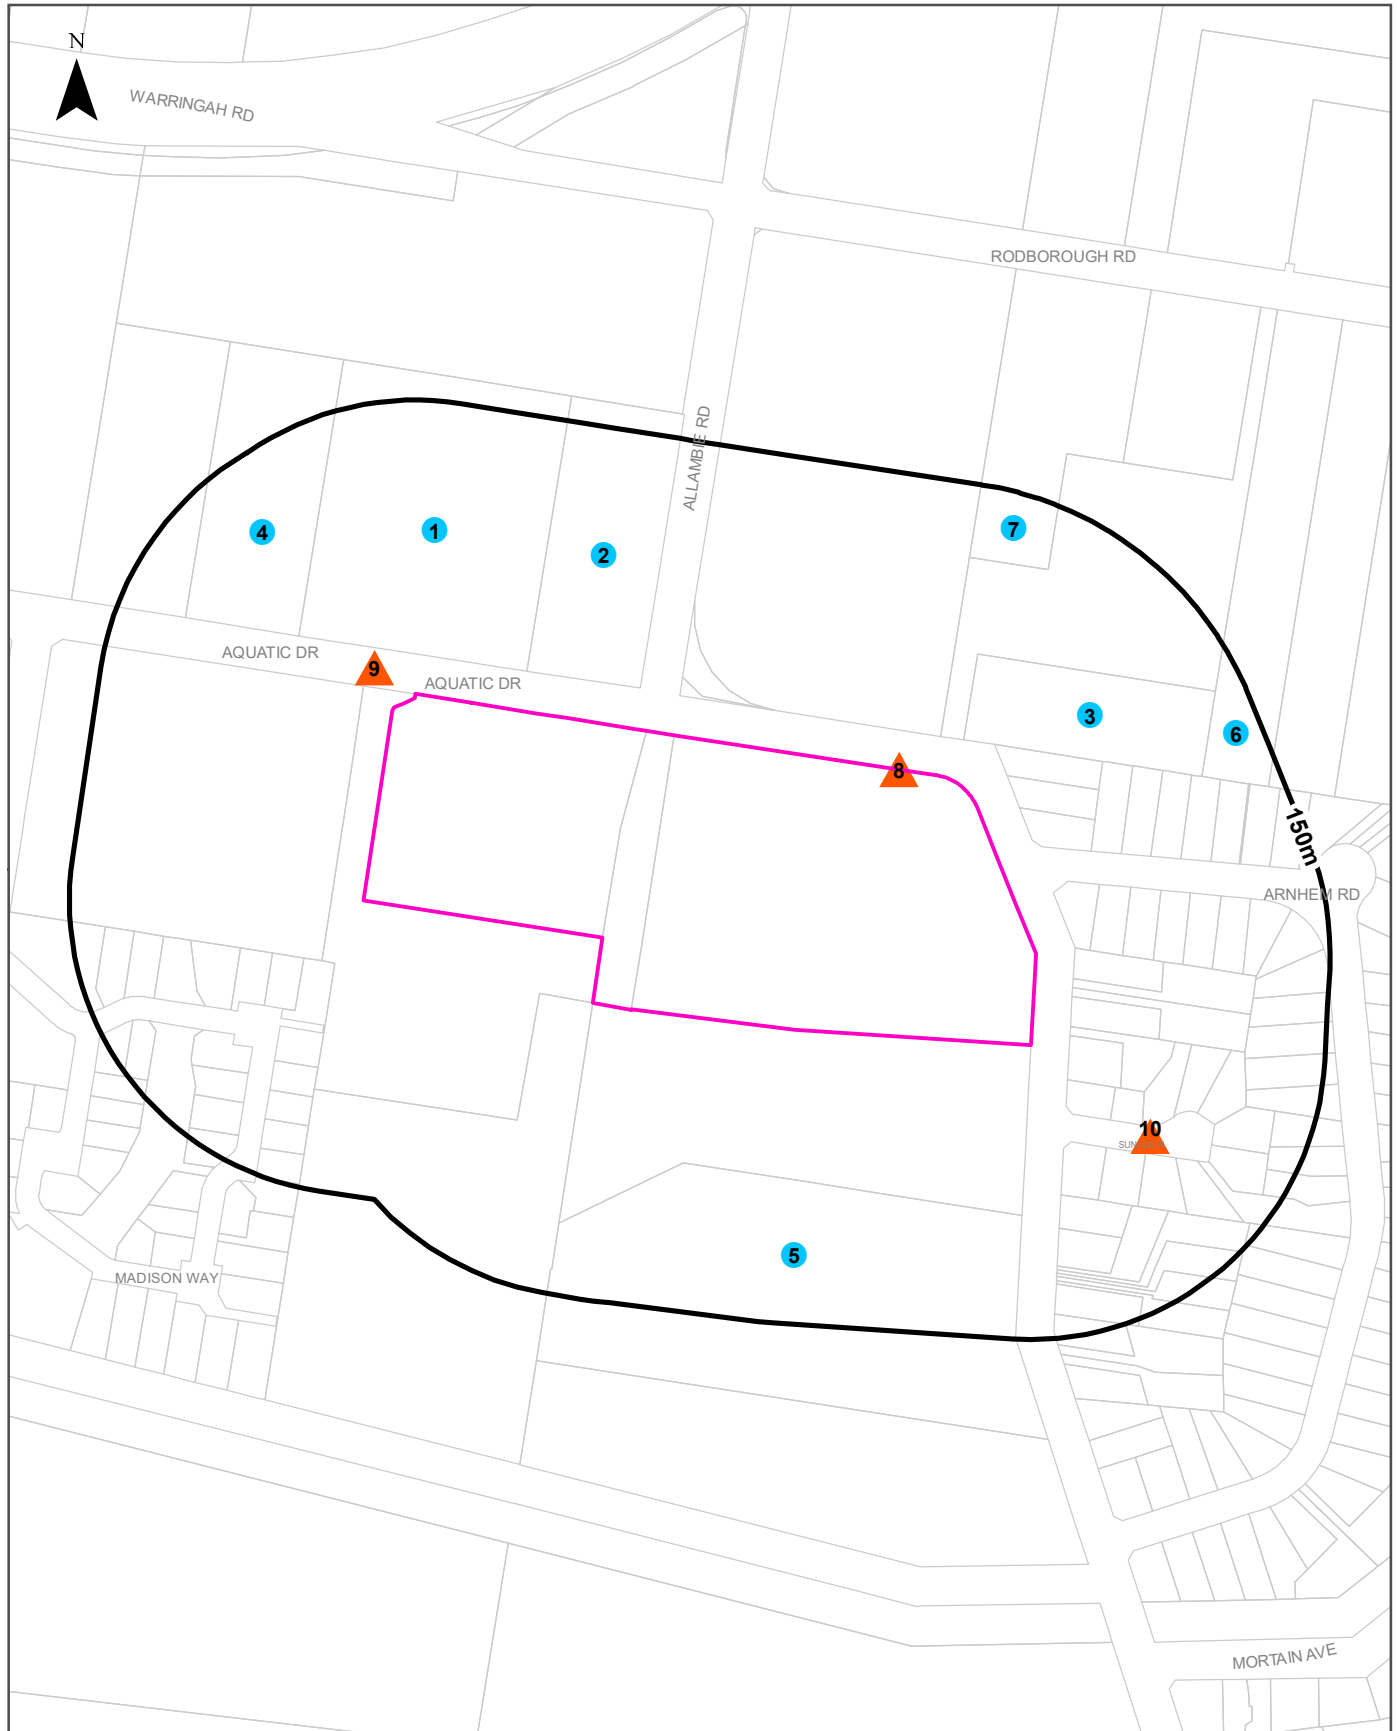 N
WARRINGAH RD
RODBOROUGH RD
ALLAMBIE RD
4
1
2
7
AQUATIC DR
9
AQUATIC DR
3
6
8
150m
ARNHEM RD
10
5
MADISON WAY
MORTAIN AVE